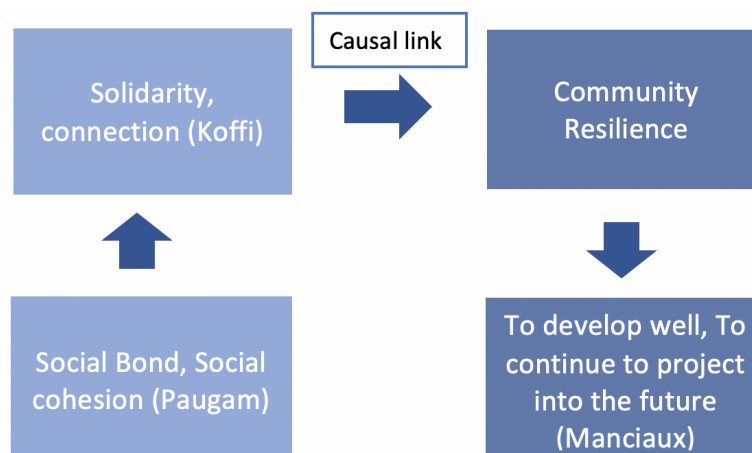 Causal link
Solidarity,
connection (Koffi)
Community
Resilience
Social Bond, Social
cohesion (Paugam)
To develop well, To
continue to project
into the future
(Manciaux)